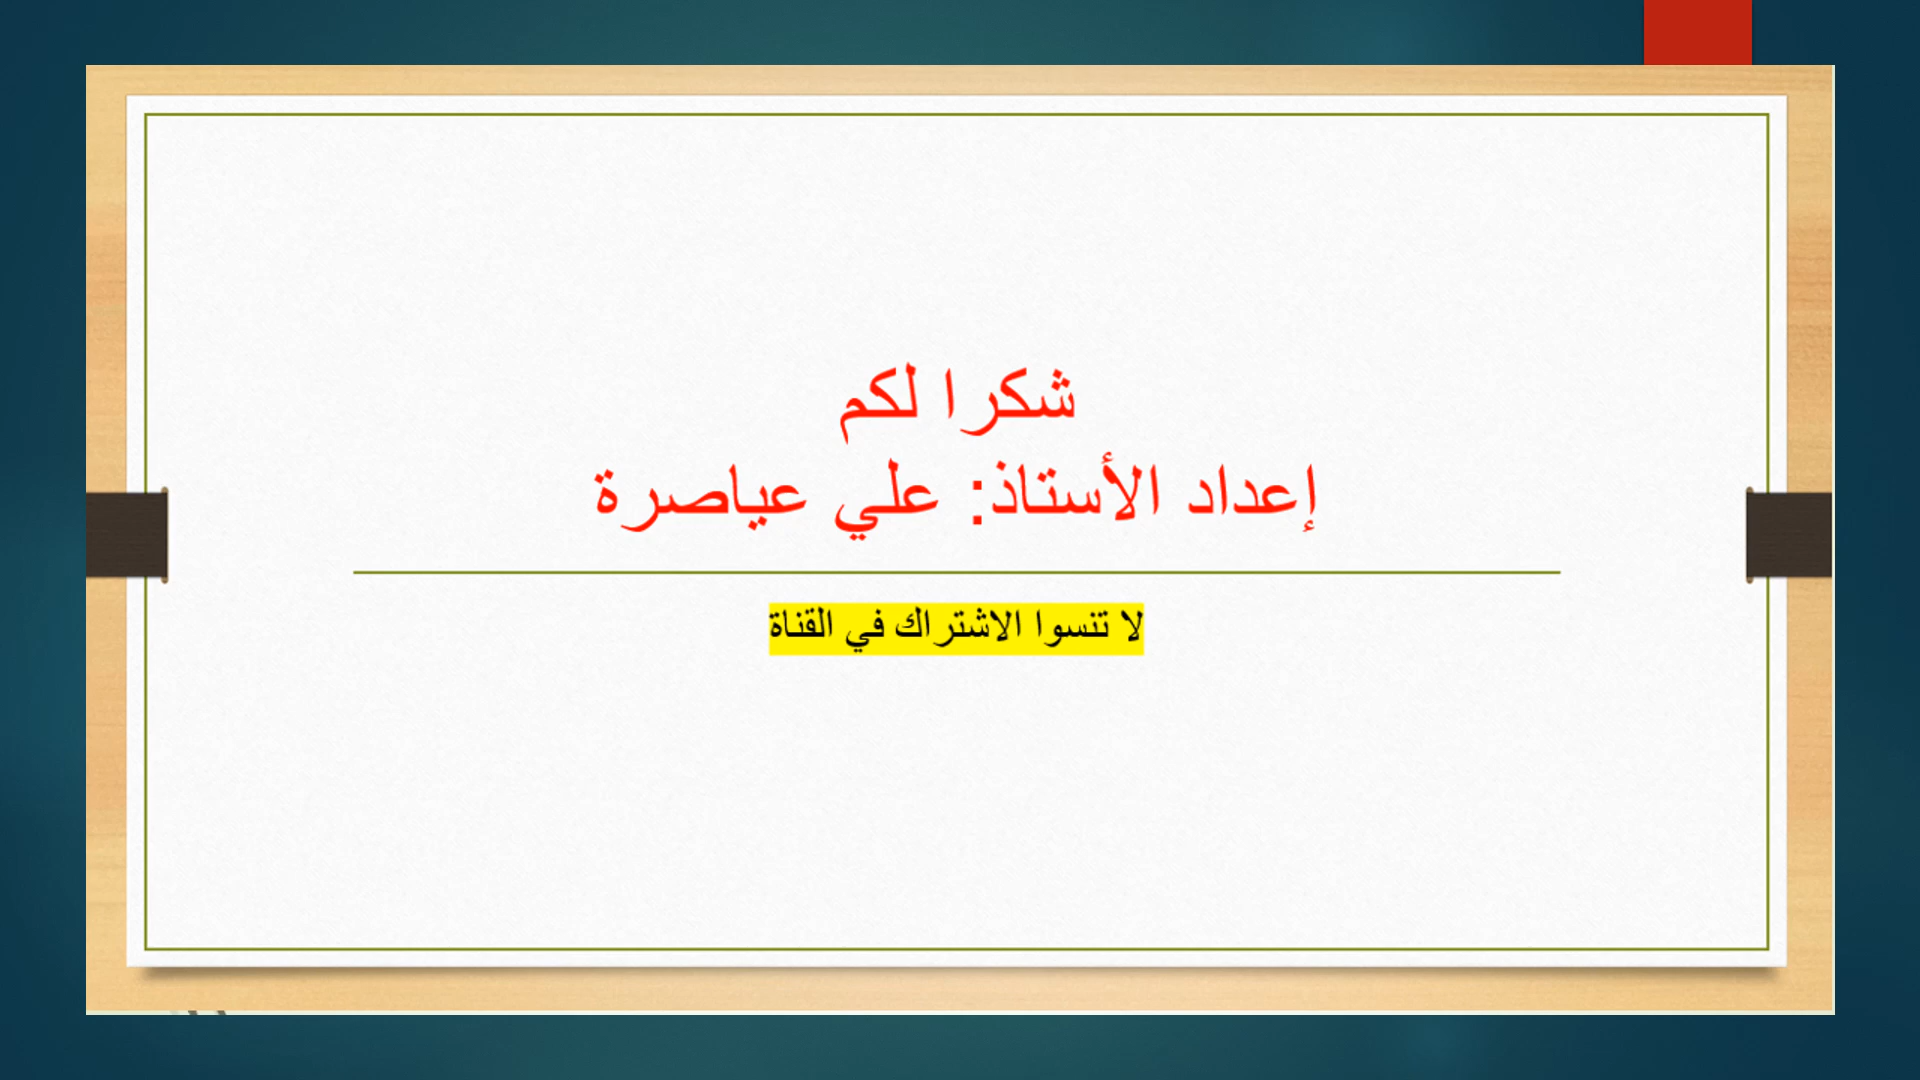 شكرا لكم
إعداد الأستاذ: علي عياصرة
لا تنسوا الاشتراك في القناة